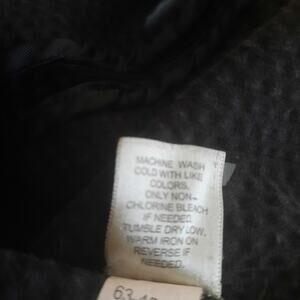 MACHINE WASH
COLD WITH LIKE
COLORS.
ONLY NON-
CHLORINE BLEACH
IF NEEDED.
TUMBLE DRY LOW.
WARM IRON ON
REVERSE IF
NEEDED.